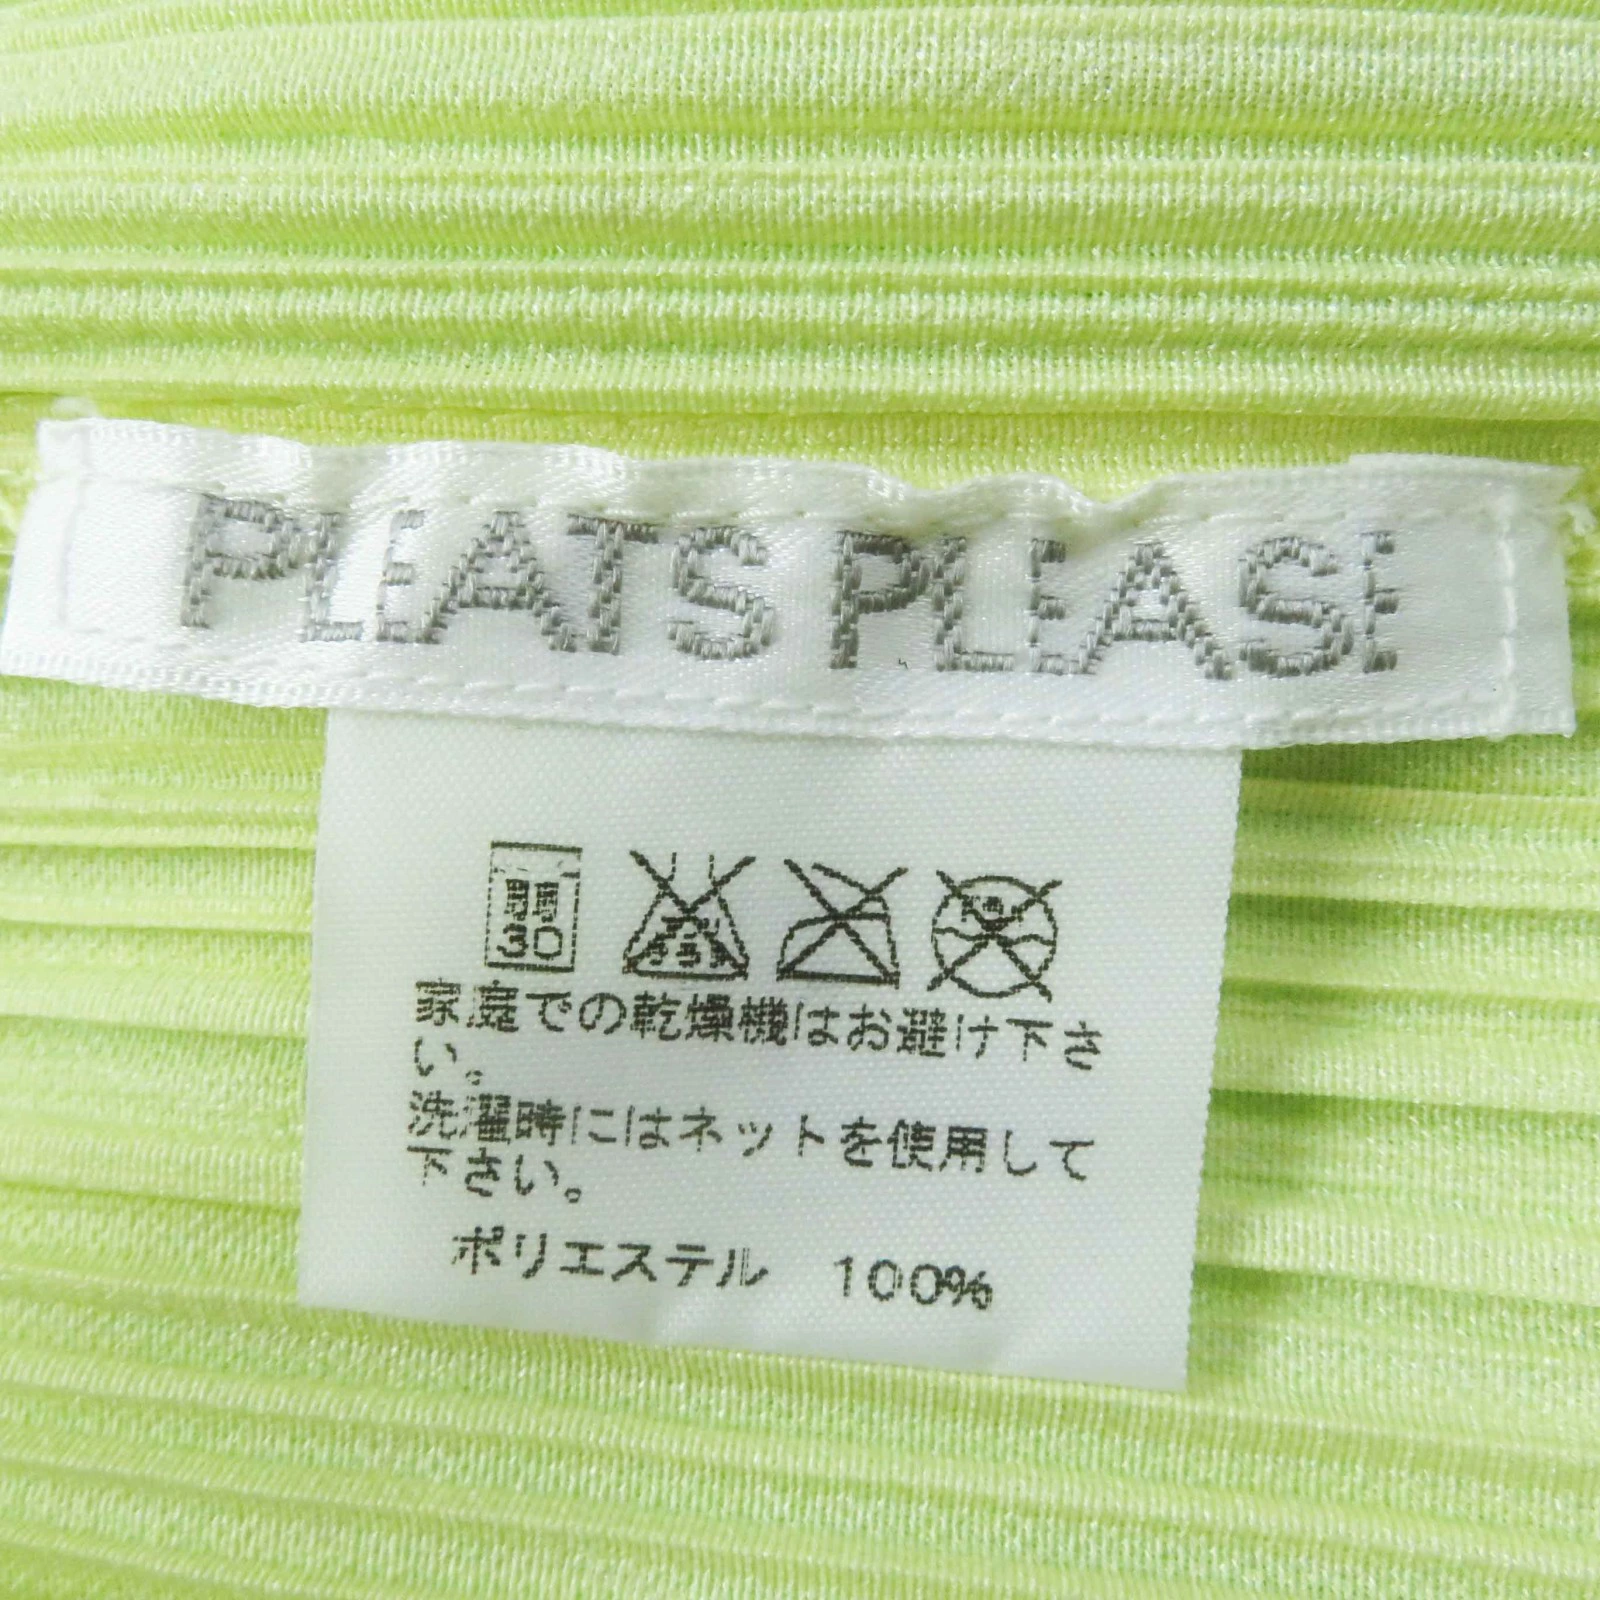 PLEATS PLEASE
30
家庭での乾燥機はお避け下さ
い。
洗濯時にはネットを使用して
下さい。
ポリエステル 100%